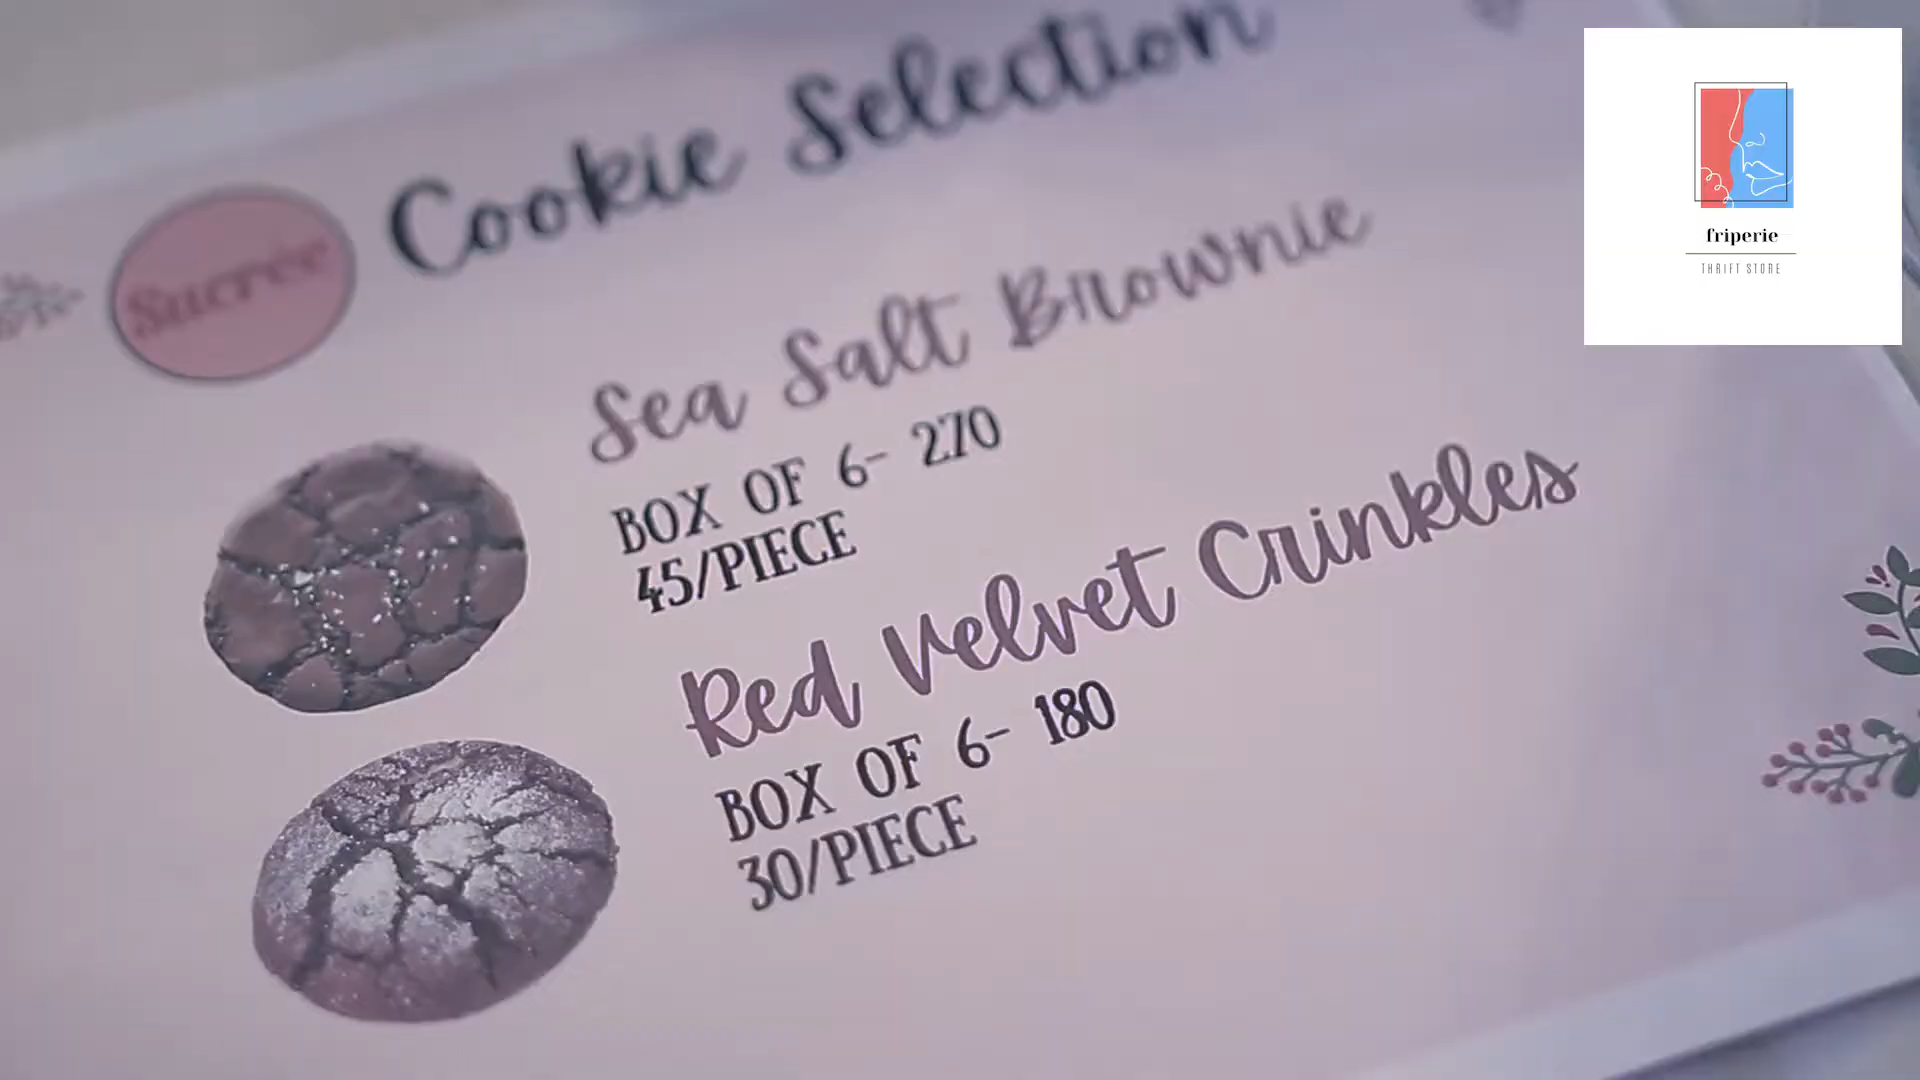 Cookie Selection
Sucrée
Sea Salt Brownie
BOX OF 6- 270
45/PIECE
Red Velvet Crinkles
BOX OF 6- 180
30/PIECE
friperie
THRIFT STORE